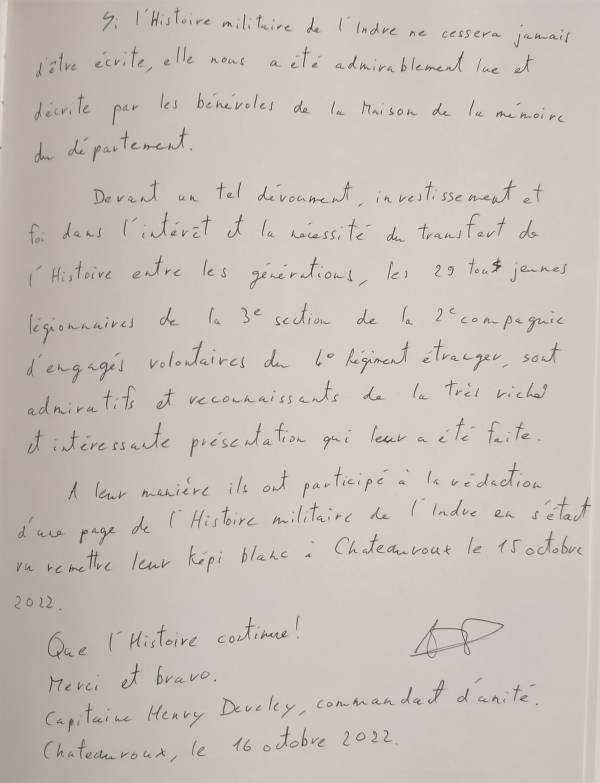 Si l'Histoire militaire de l'Indre ne cessera jamais
d'être écrite, elle nous a été admirablement lue et
décrite par les bénévoles de la Maison de la mémoire
du département.
Devant un tel dévoument, investissement et
foi dans l'intérêt et la nécessité du transfert de
l'Histoire entre les générations, les 29 tous jeunes
légionnaires de la 3e section de la 2e compagnie
d'engagés volontaires du 4° Régiment étranger, sont
admiratifs et reconnaissants de la très riche
et intéressante présentation qui leur a été faite.
A leur manière ils ont participé à la rédaction
d'une page de l'Histoire militaire de l'Indre en s'étant
vu remettre leur képi blanc à Chateauroux le 15 octobre
2022.
Que l'Histoire continue!
Merci et bravo.
Capitaine Henry Develey, commandant d'unité.
Chateauroux, le 16 octobre 2022.